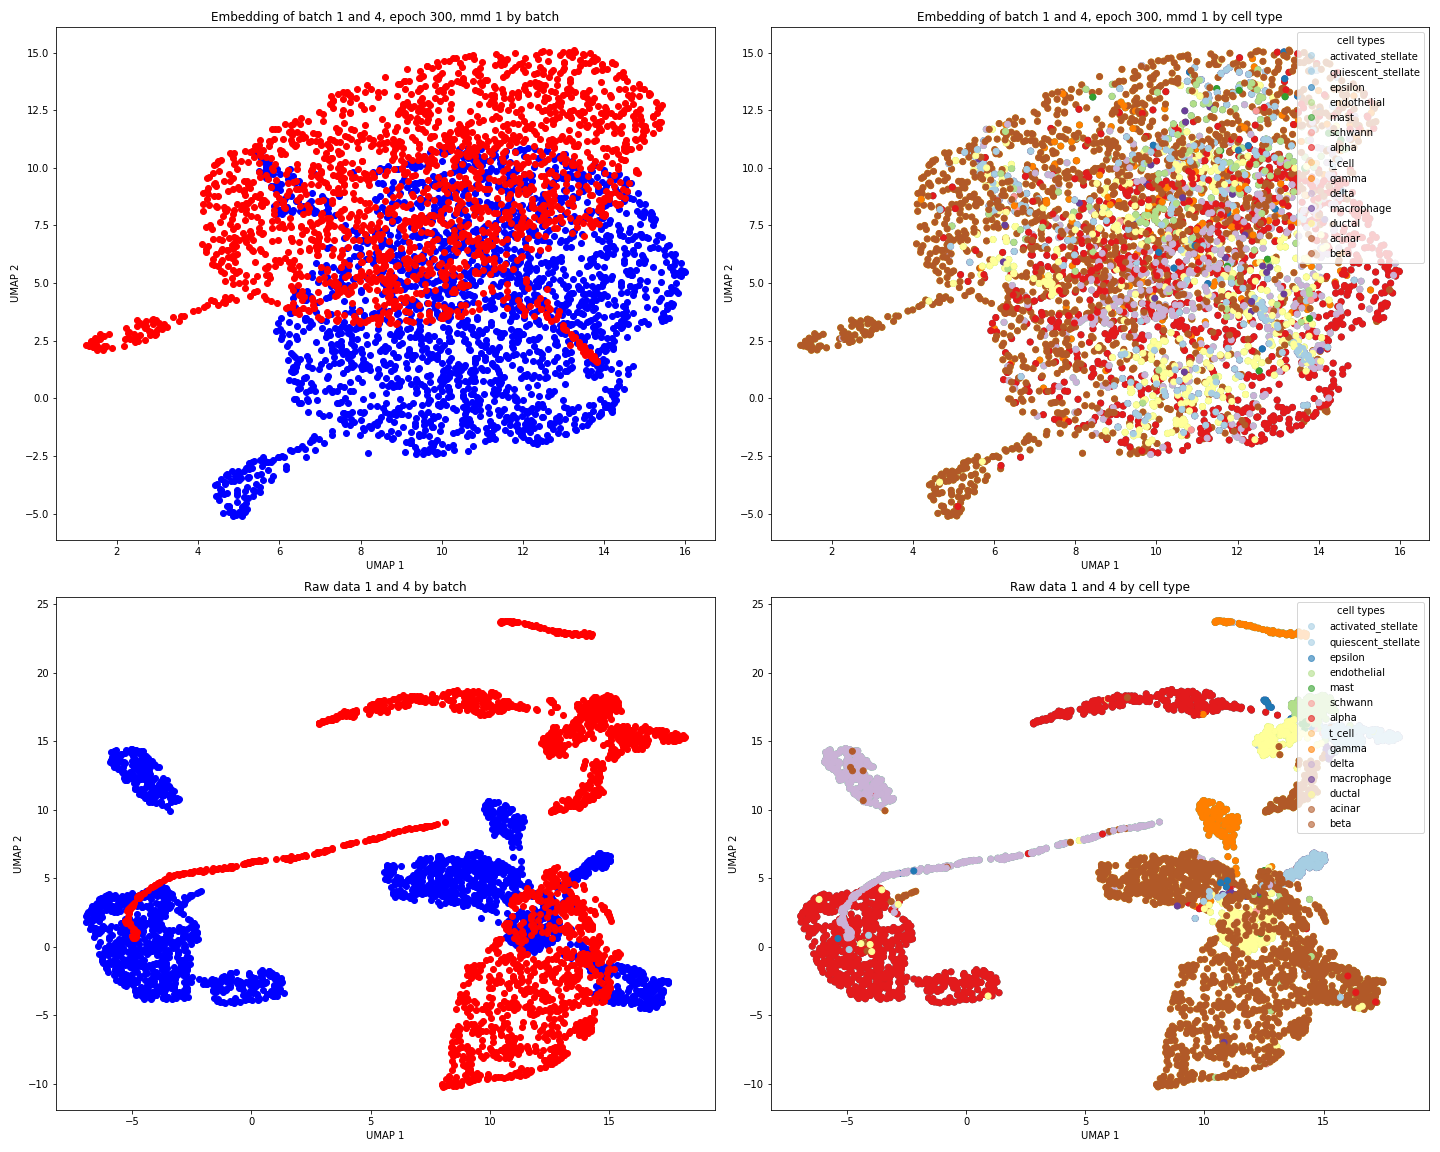 Embedding of batch 1 and 4, epoch 300, mmd 1 by batch
15.0
12.5
10.0
7.5
5.0
2.5
0.0
−2.5
−5.0
UMAP 2
2 4 6 8 10 12 14 16
UMAP 1
Embedding of batch 1 and 4, epoch 300, mmd 1 by cell type
cell types
activated_stellate
quiescent_stellate
epsilon
endothelial
mast
schwann
alpha
t_cell
gamma
delta
macrophage
ductal
acinar
beta
15.0
12.5
10.0
7.5
5.0
2.5
0.0
−2.5
−5.0
UMAP 2
2 4 6 8 10 12 14 16
UMAP 1
Raw data 1 and 4 by batch
25
20
15
10
5
0
−5
−10
UMAP 2
−5 0 5 10 15
UMAP 1
Raw data 1 and 4 by cell type
cell types
activated_stellate
quiescent_stellate
epsilon
endothelial
mast
schwann
alpha
t_cell
gamma
delta
macrophage
ductal
acinar
beta
25
20
15
10
5
0
−5
−10
UMAP 2
−5 0 5 10 15
UMAP 1